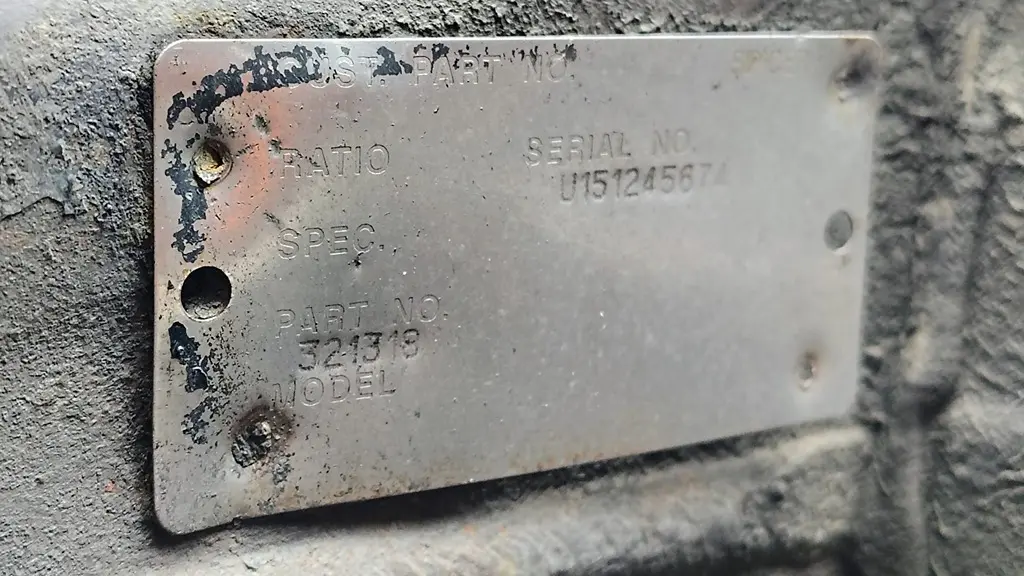 CUST. PART NO.
RATIO
SERIAL NO.
U151245674
SPEC.
PART NO.
321318
MODEL